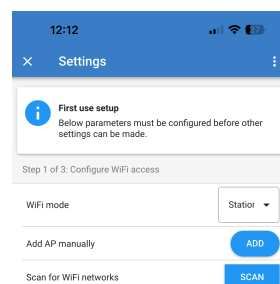 12:12
27
Settings
First use setup
Below parameters must be configured before other
settings can be made.
Step 1 of 3: Configure WiFi access
WiFi mode
Station
Add AP manually
ADD
Scan for WiFi networks
SCAN